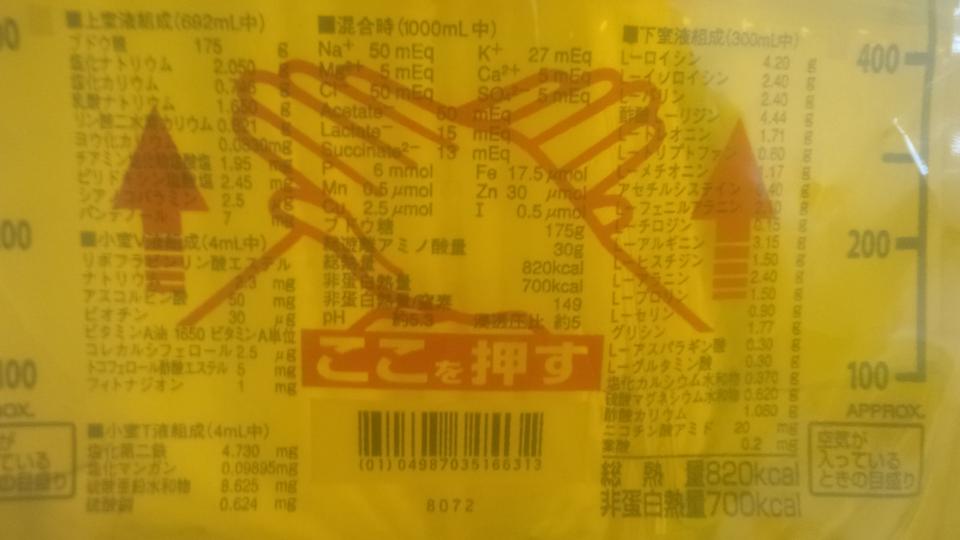 00
00
100
■上室液組成(692mL中)
ブドウ糖 175 g
塩化ナトリウム 2.050 g
塩化カリウム g
乳酸ナトリウム g
リン酸二水 カリウム 0.821 g
ヨウ化カリウム mg
チアミン塩化物塩酸塩 1.95 mg
ピリドキシン塩酸塩 2.45 mg
シアノコバラミン 2.5 μg
パンテノール 7 mg
■小室V液組成(4mL中)
リボフラビンリン酸エステル
ナトリウム mg
アスコルビン酸 50 mg
ビオチン 30 μg
ビタミンA油 1650 ビタミンA単位
コレカルシフェロール 2.5 μg
トコフェロール酢酸エステル 5 mg
フィトナジオン 1 mg
■小室T液組成(4mL中)
塩化第二鉄 4.730 mg
塩化マンガン 0.09895mg
硫酸亜鉛水和物 8.625 mg
硫酸銅 0.624 mg
■混合時(1000mL中)
Na⁺ 50 mEq K⁺ 27 mEq
Mg²⁺ 5 mEq Ca²⁺ 5 mEq
Cl⁻ 50 mEq SO₄²⁻ 5 mEq
Acetate⁻ 50 mEq
Lactate⁻ 15 mEq
Succinate²⁻ 13 mEq
P 6 mmol Fe 17.5 μmol
Mn 0.5 μmol Zn 30 μmol
Cu 2.5 μmol I 0.5 μmol
ブドウ糖 175g
総遊離アミノ酸量 30g
総熱量 820kcal
非蛋白熱量 700kcal
非蛋白熱量/窒素 149
pH 約5.3 浸透圧比 約5
ここを押す
(01)04987035166313
8072
■下室液組成(300mL中)
L-ロイシン 4.20 g
L-イソロイシン 2.40 g
L-バリン 2.40 g
酢酸L-リジン 4.44 g
L-トレオニン 1.71 g
L-トリプトファン 0.60 g
L-メチオニン 1.17 g
アセチルシステイン g
L-フェニルアラニン g
L-チロジン 0.15 g
L-アルギニン 3.15 g
L-ヒスチジン 1.50 g
L-アラニン 2.40 g
L-プロリン 1.50 g
L-セリン 0.90 g
グリシン 1.77 g
L-アスパラギン酸 0.30 g
L-グルタミン酸 0.30 g
塩化カルシウム水和物 0.370 g
硫酸マグネシウム水和物 0.620 g
酢酸カリウム 1.060 g
ニコチン酸アミド 20 mg
葉酸 0.2 mg
総熱量820kcal
非蛋白熱量700kcal
400
200
100
APPROX.
空気が
入っている
ときの目盛り
OX.
が
ている
の目盛り